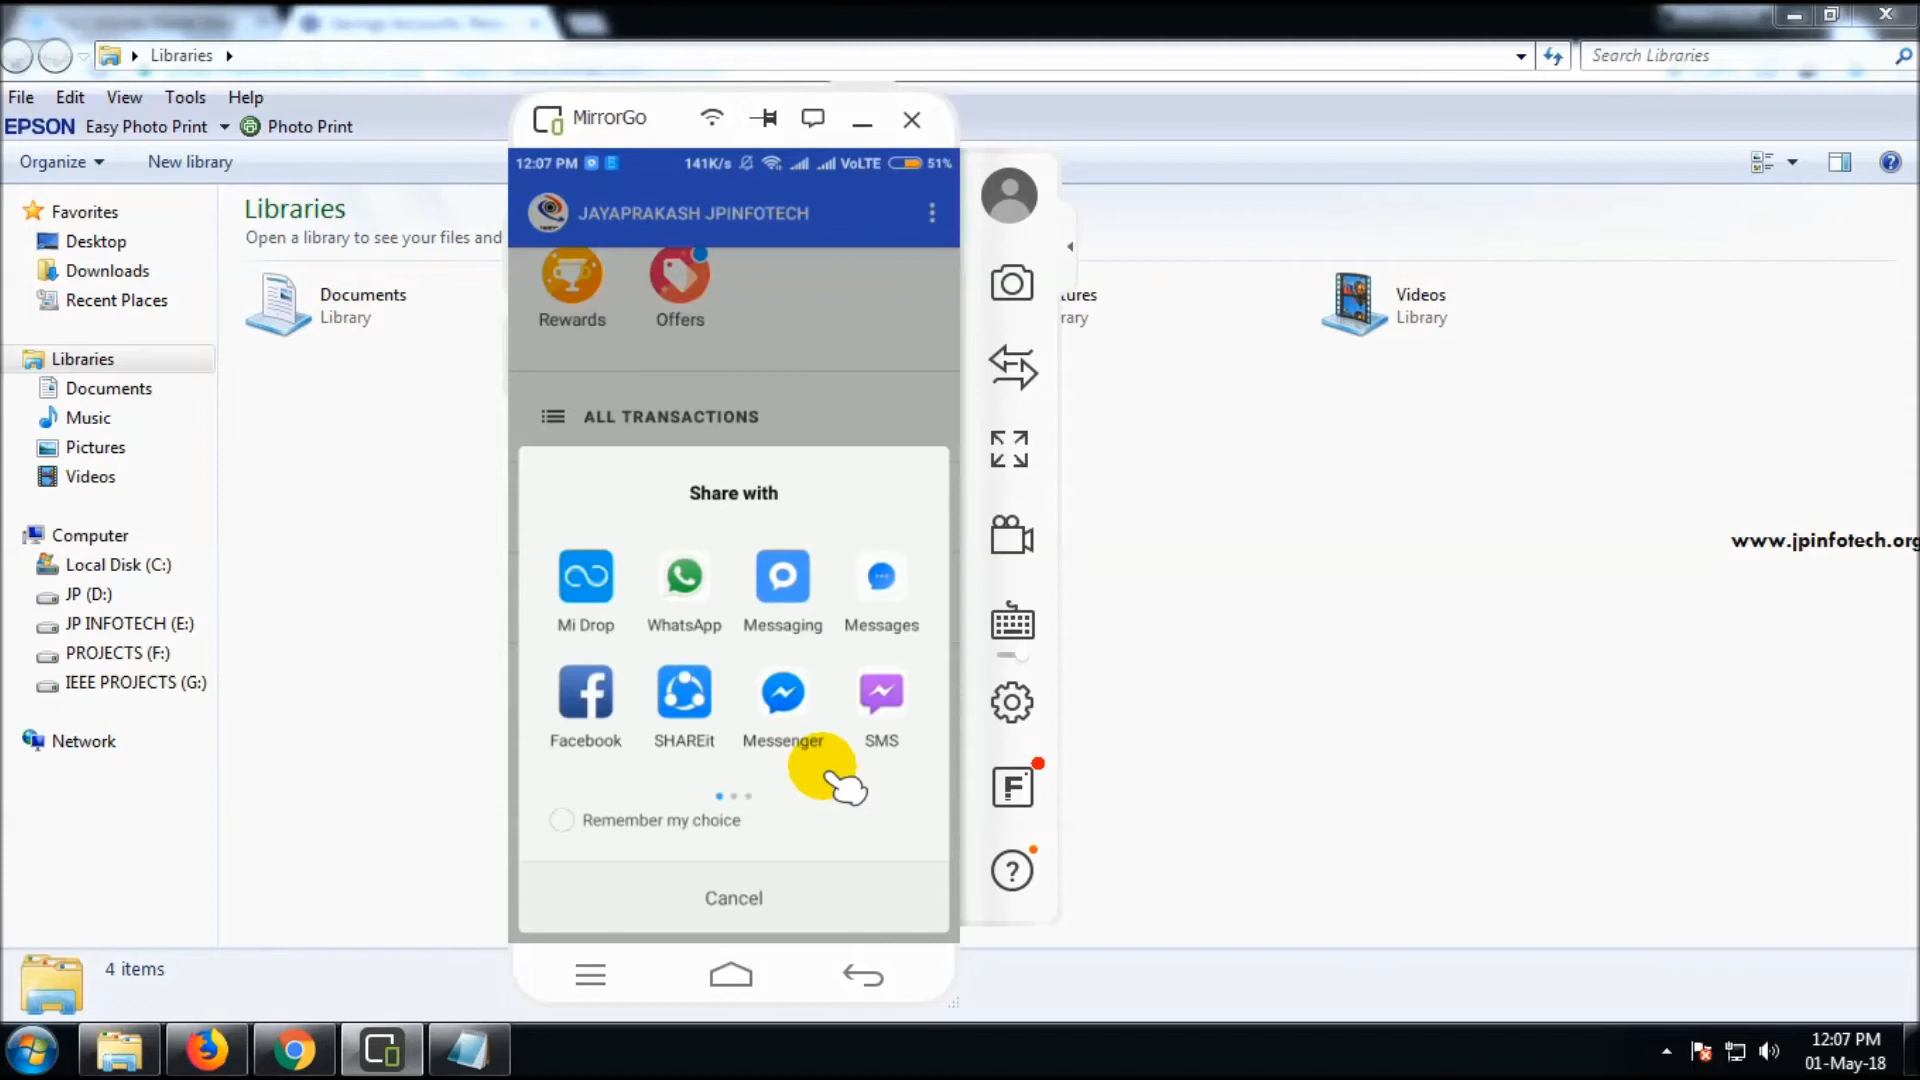 Libraries
Search Libraries
File Edit View Tools Help
EPSON Easy Photo Print Photo Print
Organize New library
Favorites
Desktop
Downloads
Recent Places
Libraries
Documents
Music
Pictures
Videos
Computer
Local Disk (C:)
JP (D:)
JP INFOTECH (E:)
PROJECTS (F:)
IEEE PROJECTS (G:)
Network
Libraries
Open a library to see your files and
Documents
Library
tures
rary
Videos
Library
MirrorGo
12:07 PM 141K/s VoLTE 51%
JAYAPRAKASH JPINFOTECH
Rewards Offers
ALL TRANSACTIONS
Share with
Mi Drop WhatsApp Messaging Messages
Facebook SHAREit Messenger SMS
Remember my choice
Cancel
www.jpinfotech.org
4 items
12:07 PM
01-May-18